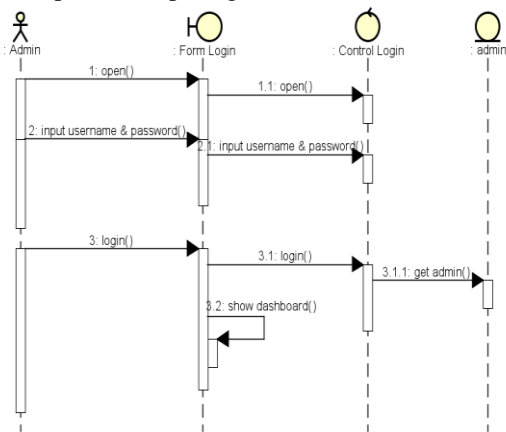 : Admin
: Form Login
: Control Login
: admin
1: open()
1.1: open()
2: input username & password()
2.1: input username & password()
3: login()
3.1: login()
3.1.1: get admin()
3.2: show dashboard()